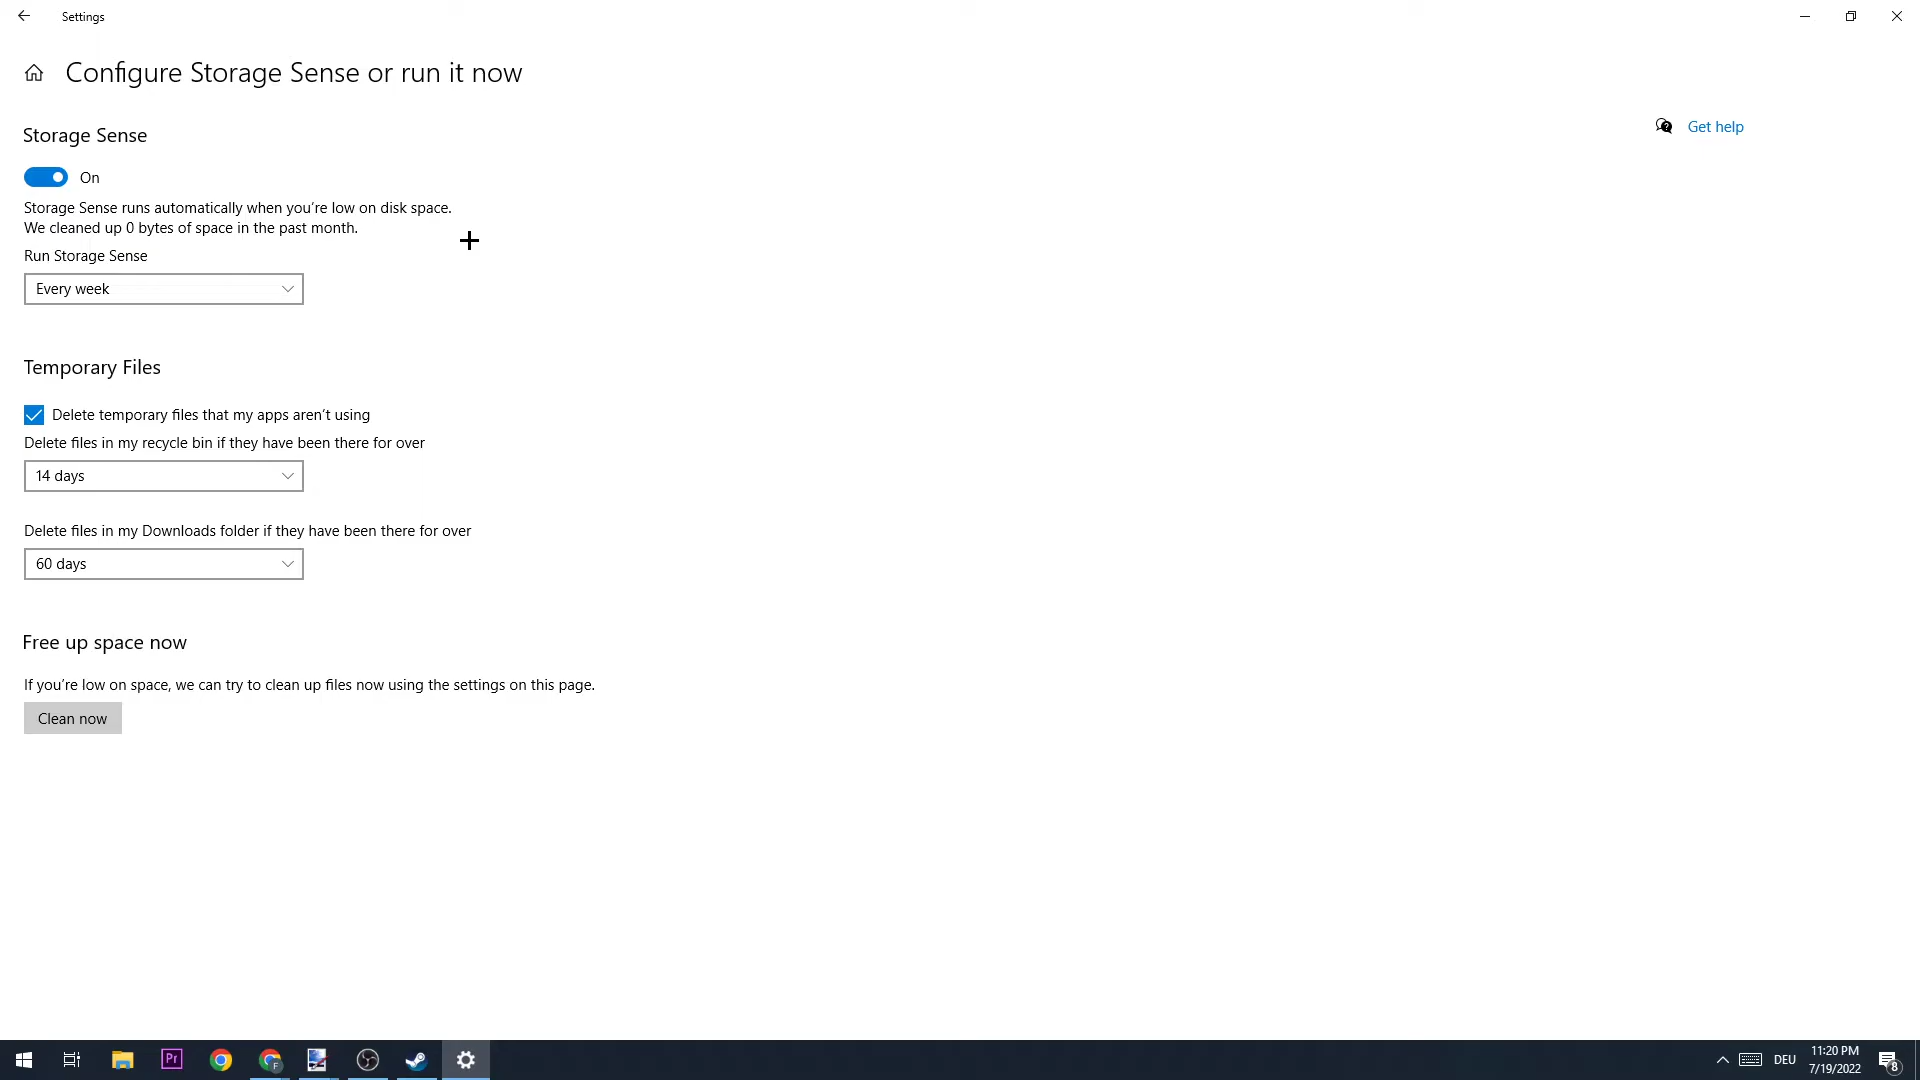 Settings
Configure Storage Sense or run it now
Storage Sense
Get help
On
Storage Sense runs automatically when you’re low on disk space.
We cleaned up 0 bytes of space in the past month.
Run Storage Sense
Every week
Temporary Files
Delete temporary files that my apps aren’t using
Delete files in my recycle bin if they have been there for over
14 days
Delete files in my Downloads folder if they have been there for over
60 days
Free up space now
If you’re low on space, we can try to clean up files now using the settings on this page.
Clean now
Pr
F
DEU
11:20 PM
7/19/2022
8